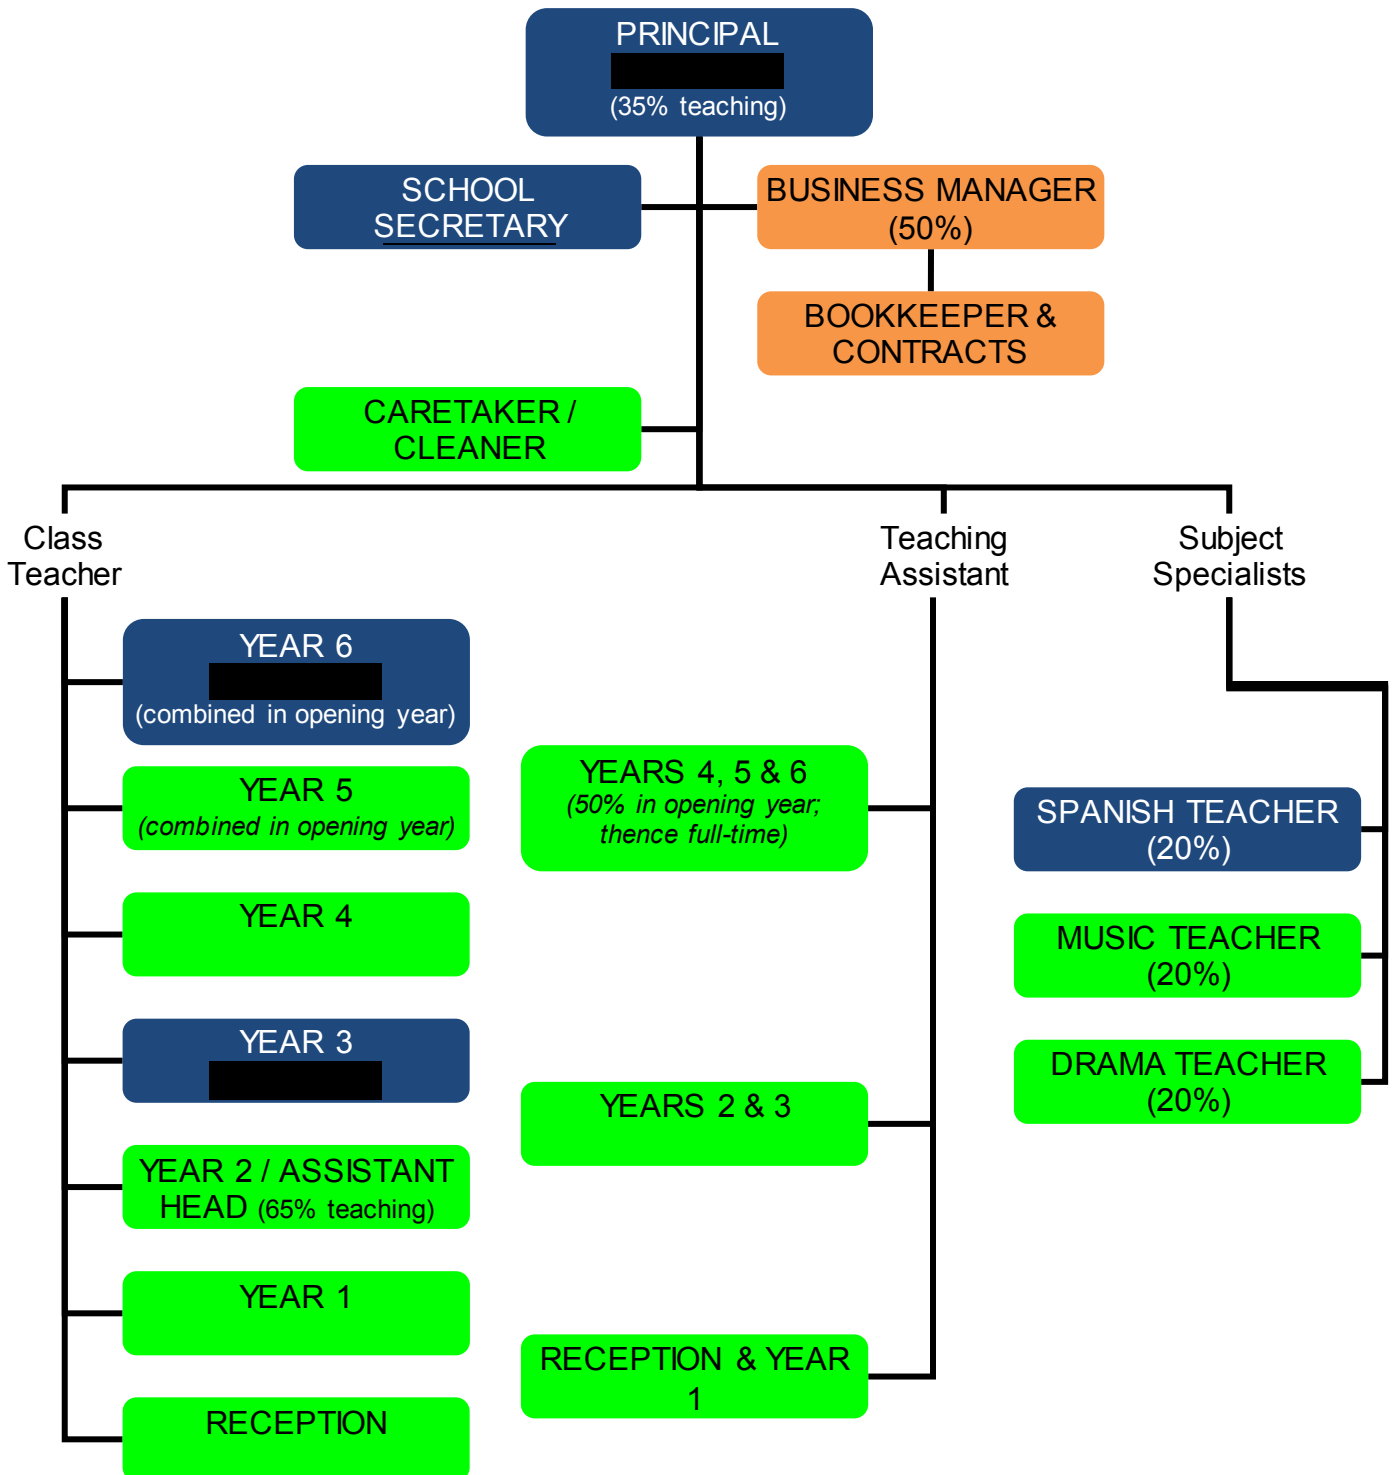 PRINCIPAL
(35% teaching)
SCHOOL
SECRETARY
BUSINESS MANAGER
(50%)
BOOKKEEPER &
CONTRACTS
CARETAKER /
CLEANER
Class
Teacher
Teaching
Assistant
Subject
Specialists
YEAR 6
(combined in opening year)
YEAR 5
(combined in opening year)
YEAR 4
YEAR 3
YEAR 2 / ASSISTANT
HEAD (65% teaching)
YEAR 1
RECEPTION
YEARS 4, 5 & 6
(50% in opening year;
thence full-time)
YEARS 2 & 3
RECEPTION & YEAR
1
SPANISH TEACHER
(20%)
MUSIC TEACHER
(20%)
DRAMA TEACHER
(20%)